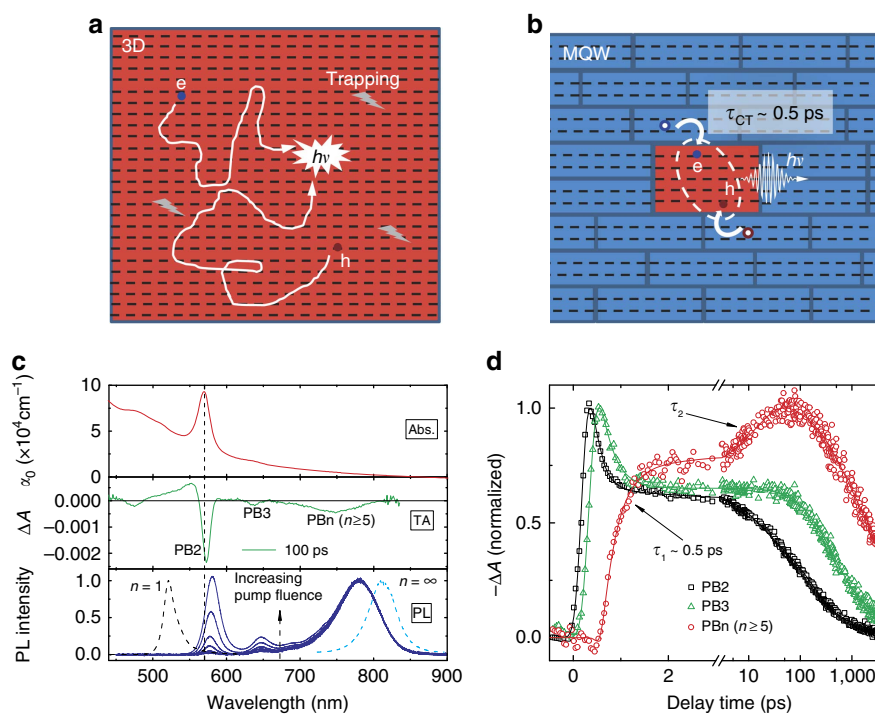 a
3D
e
Trapping
hν
h
b
MQW
τCT ~ 0.5 ps
e
h
hν
c
α0 (×10⁴cm⁻¹)
10
5
0
Abs.
ΔA
0.000
−0.001
−0.002
PB2
PB3
PBn (n≥5)
100 ps
TA
PL intensity
1.0
0.5
0.0
n = 1
Increasing
pump fluence
n = ∞
PL
500 600 700 800 900
Wavelength (nm)
d
−ΔA (normalized)
1.0
0.5
0.0
τ2
τ1 ~ 0.5 ps
PB2
PB3
PBn (n≥5)
0 2 10 100 1,000
Delay time (ps)